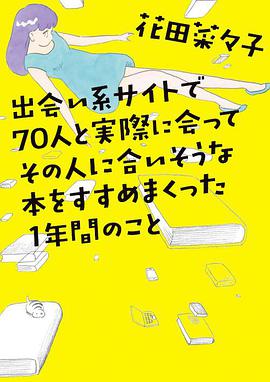 花田菜々子
出会い系サイトで
70人と実際に会って
その人に合いそうな
本をすすめまくった
1年間のこと